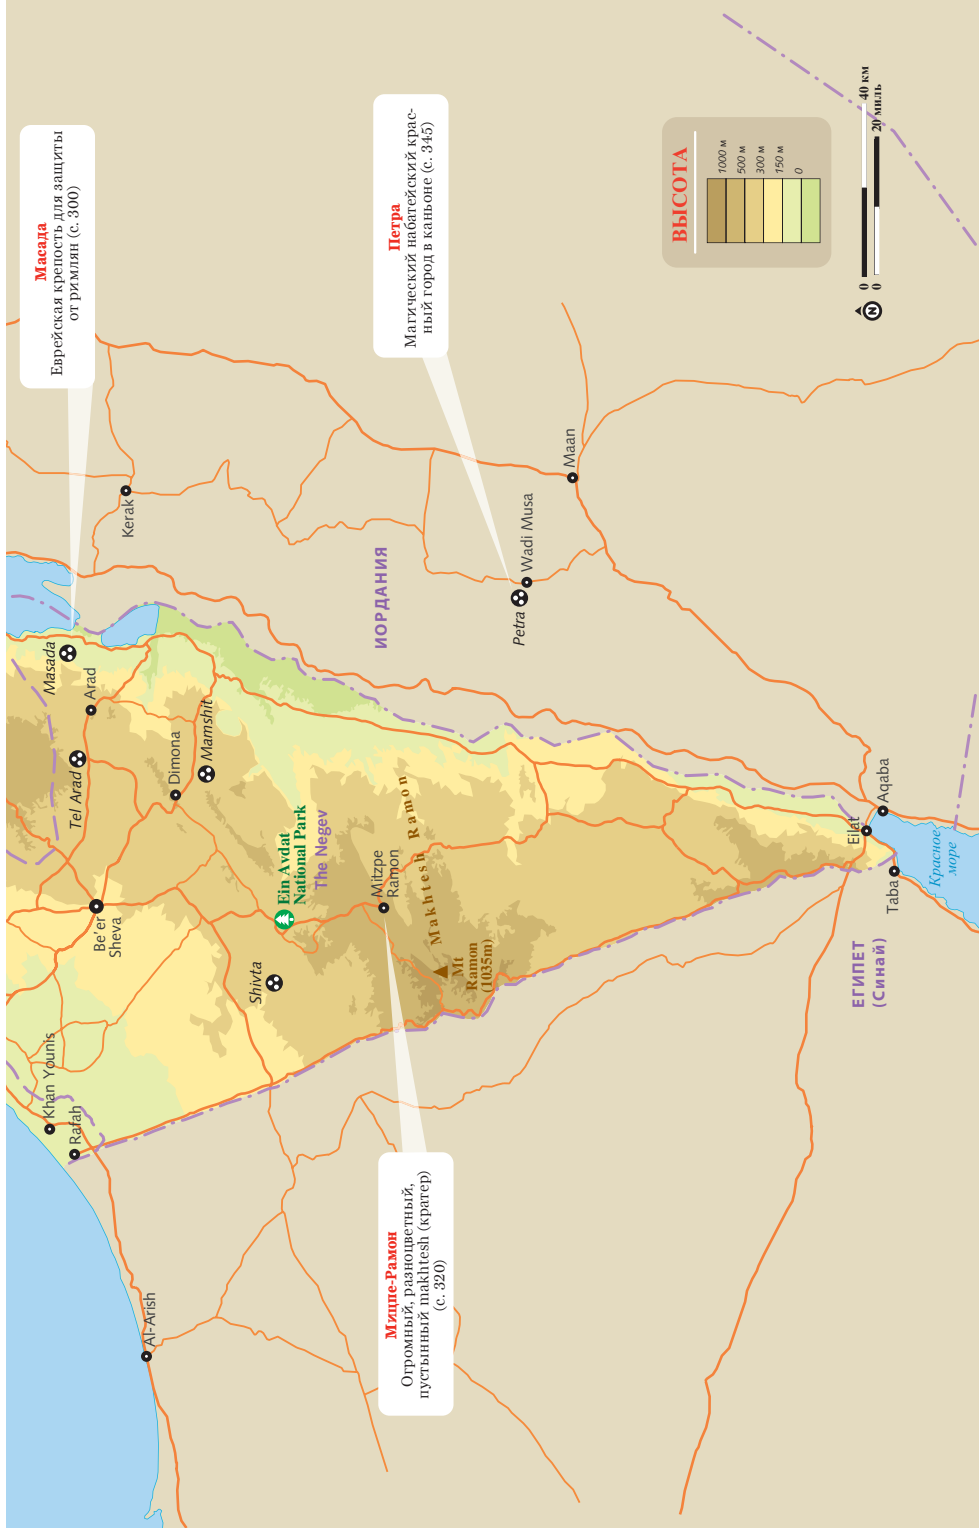 Масада
Еврейская крепость для защиты
от римлян (с. 300)
Петра
Магический набатейский крас-
ный город в каньоне (с. 345)
Мицпе-Рамон
Огромный, разноцветный,
пустынный makhtesh (кратер)
(с. 320)
ВЫСОТА
1000 м
500 м
300 м
150 м
0
0
40 км
0
20 миль
N
Khan Younis
Rafah
Al-Arish
Be'er
Sheva
Tel Arad
Arad
Masada
Kerak
Dimona
Mamshit
Shivta
Ein Avdat
National Park
The Negev
Mitzpe
Ramon
Makhtesh Ramon
Mt
Ramon
(1035m)
ИОРДАНИЯ
Petra
Wadi Musa
Maan
ЕГИПЕТ
(Синай)
Eilat
Aqaba
Taba
Красное
море